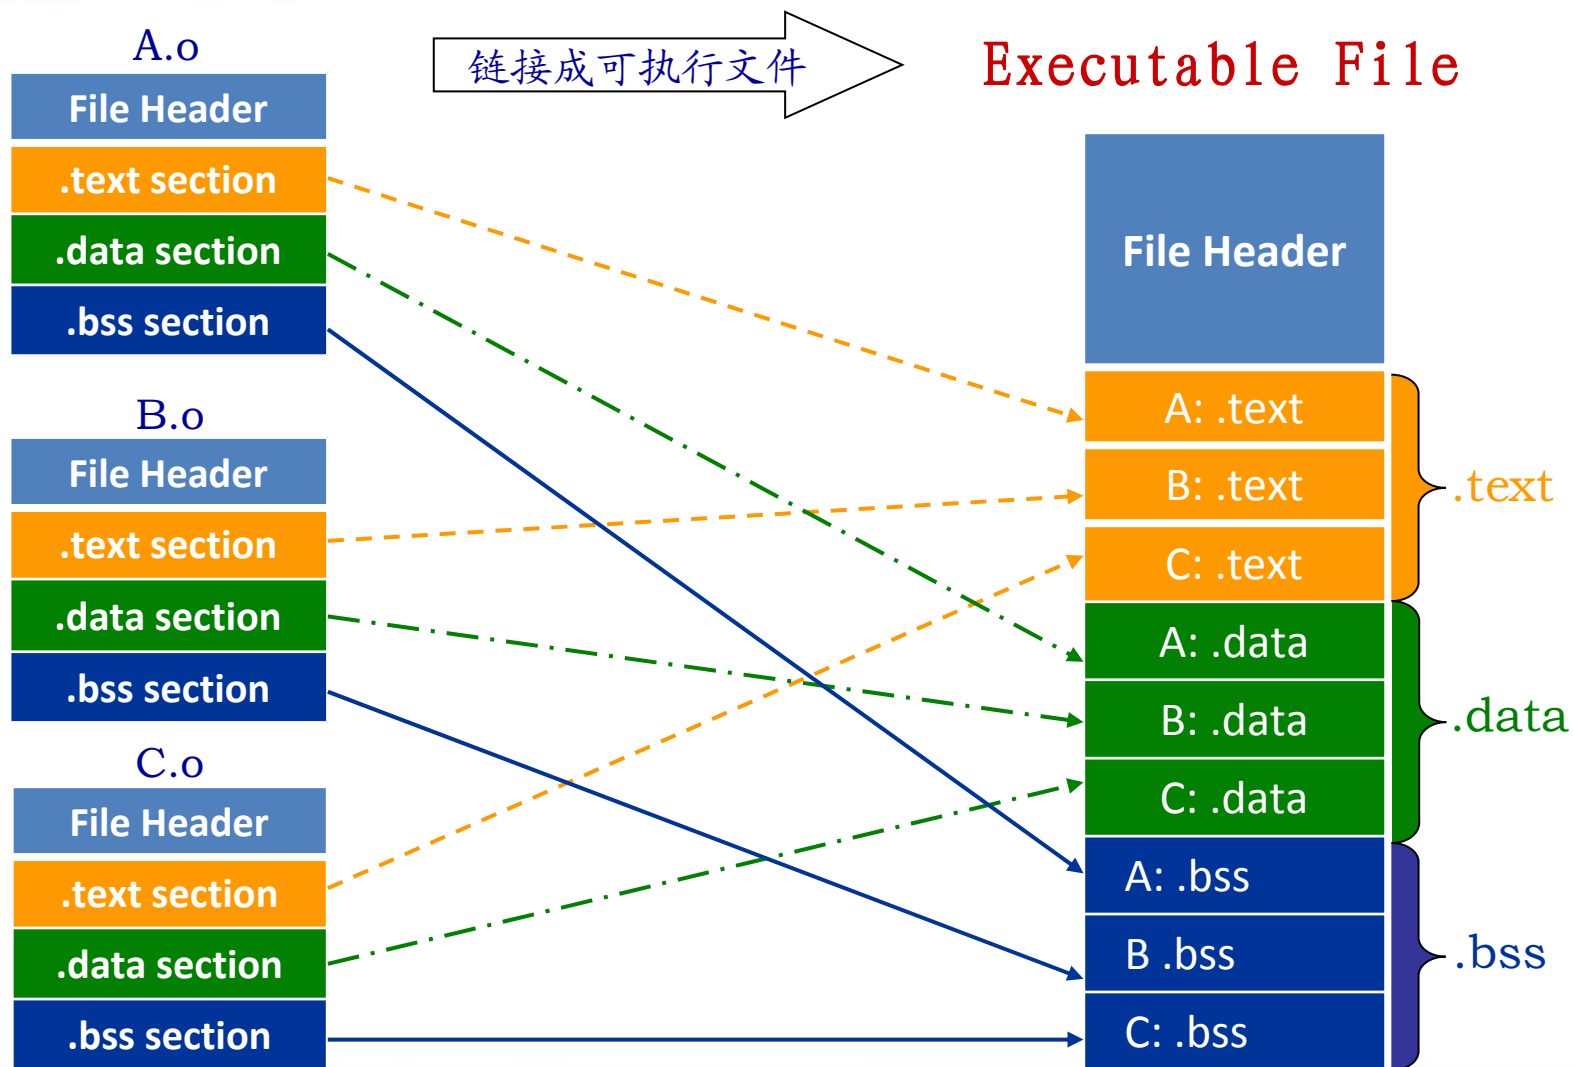 A.o
File Header
.text section
.data section
.bss section
B.o
File Header
.text section
.data section
.bss section
C.o
File Header
.text section
.data section
.bss section
链接成可执行文件
Executable File
File Header
A: .text
B: .text
C: .text
A: .data
B: .data
C: .data
A: .bss
B .bss
C: .bss
.text
.data
.bss